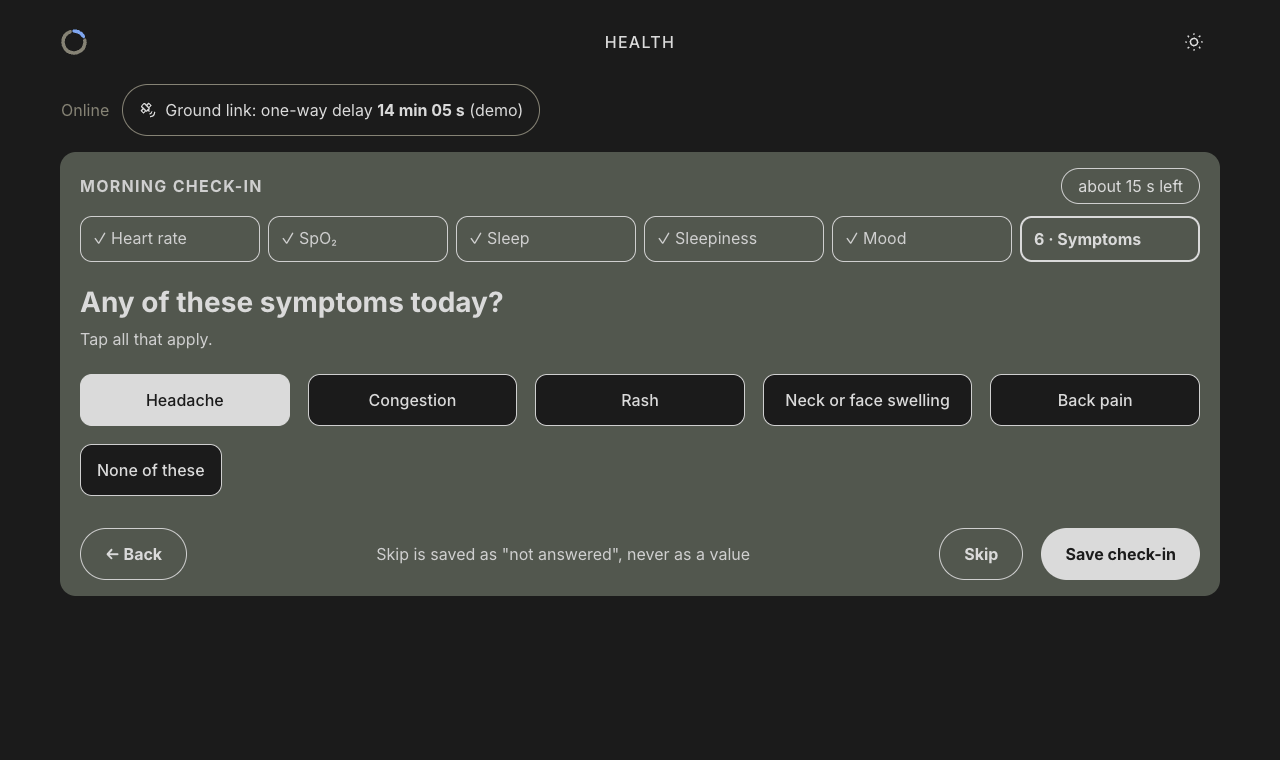 HEALTH
Online
Ground link: one-way delay 14 min 05 s (demo)
MORNING CHECK-IN
about 15 s left
✓ Heart rate
✓ SpO₂
✓ Sleep
✓ Sleepiness
✓ Mood
6 · Symptoms
Any of these symptoms today?
Tap all that apply.
Headache
Congestion
Rash
Neck or face swelling
Back pain
None of these
← Back
Skip is saved as "not answered", never as a value
Skip
Save check-in